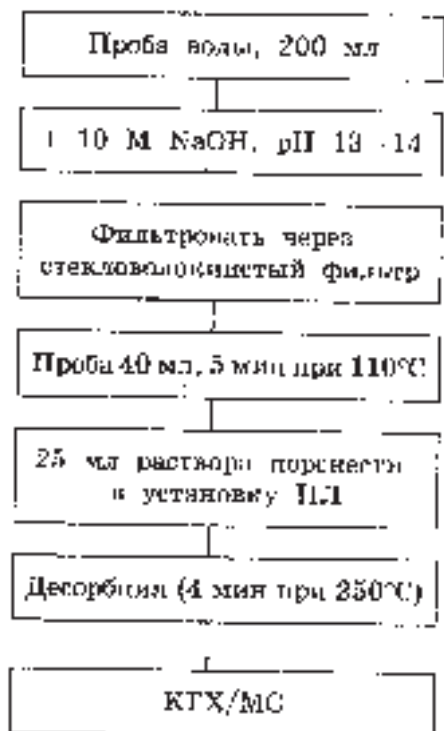 Проба воды, 200 мл
+ 10 М NaOH, pH 13-14
Фильтровать через
стекловолокнистый фильтр
Проба 40 мл, 5 мин при 110°С
25 мл раствора перенести
в установку ПЛ
Десорбция (4 мин при 250°С)
КГХ/МС